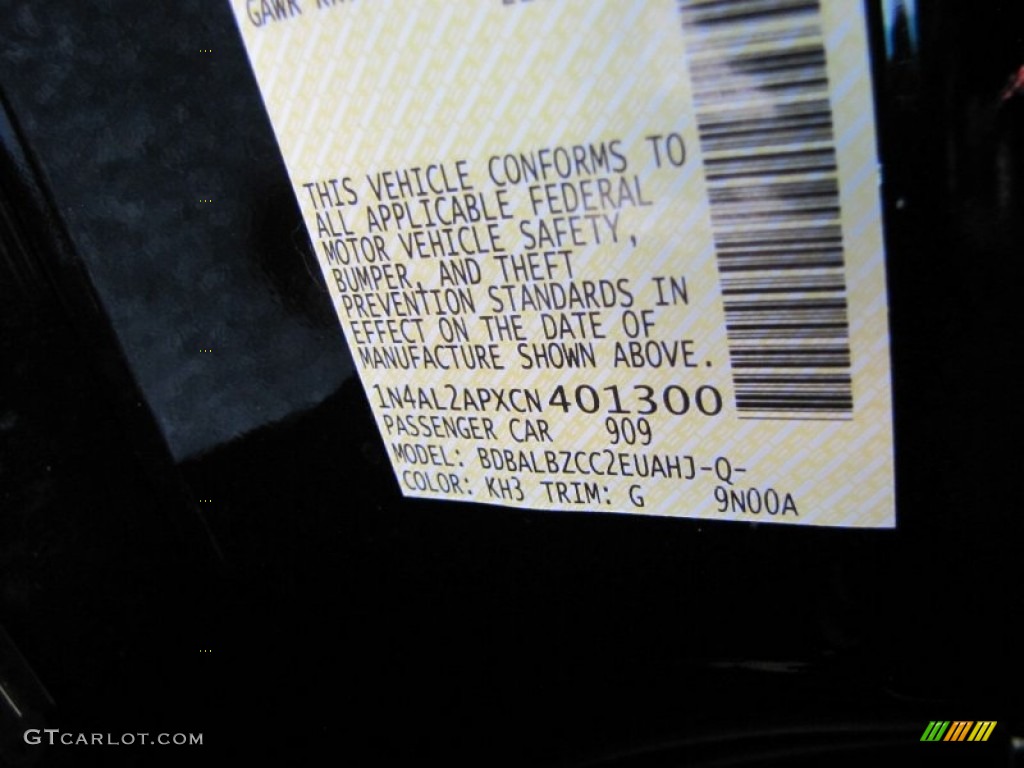 GAWR
THIS VEHICLE CONFORMS TO
ALL APPLICABLE FEDERAL
MOTOR VEHICLE SAFETY,
BUMPER, AND THEFT
PREVENTION STANDARDS IN
EFFECT ON THE DATE OF
MANUFACTURE SHOWN ABOVE.
1N4AL2APXCN401300
PASSENGER CAR 909
MODEL: BDBALBZCC2EUAHJ-Q-
COLOR: KH3 TRIM: G 9N00A
GTCARLOT.COM